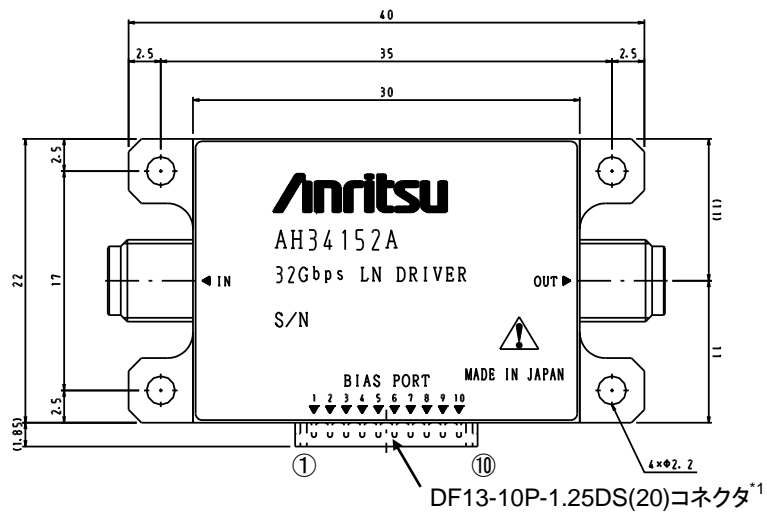 40
2.5 35 2.5
30
2.5
22
17
2.5
(1.85)
(11)
11
Anritsu
AH34152A
32Gbps LN DRIVER
S/N
◀ IN
OUT ▶
MADE IN JAPAN
BIAS PORT
1 2 3 4 5 6 7 8 9 10
① ⑩
4×Φ2.2
DF13-10P-1.25DS(20)コネクタ*1